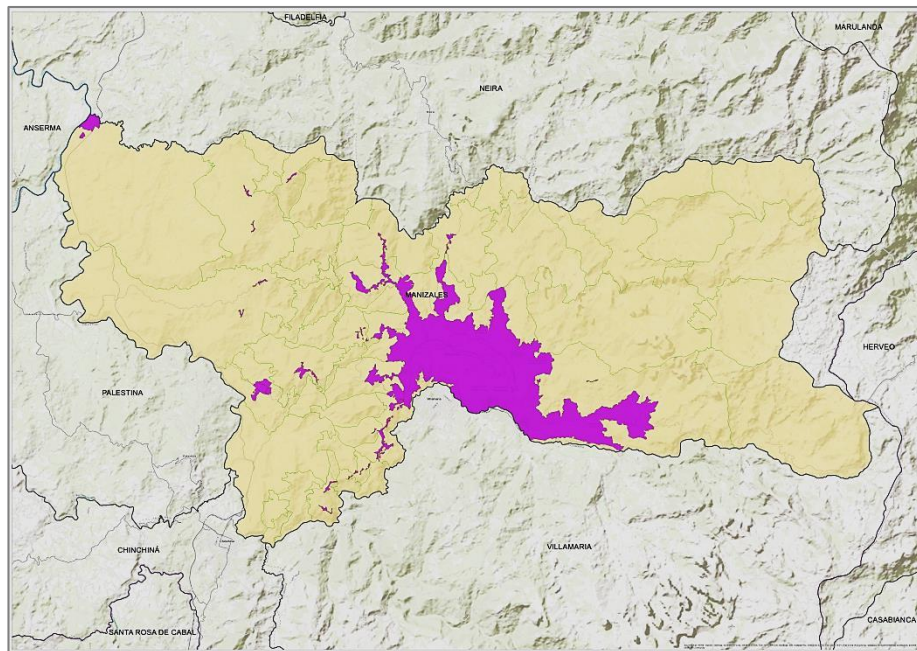 FILADELFIA
MARULANDA
NEIRA
ANSERMA
MANIZALES
HERVEO
PALESTINA
VILLAMARIA
CHINCHINÁ
CASABIANCA
SANTA ROSA DE CABAL